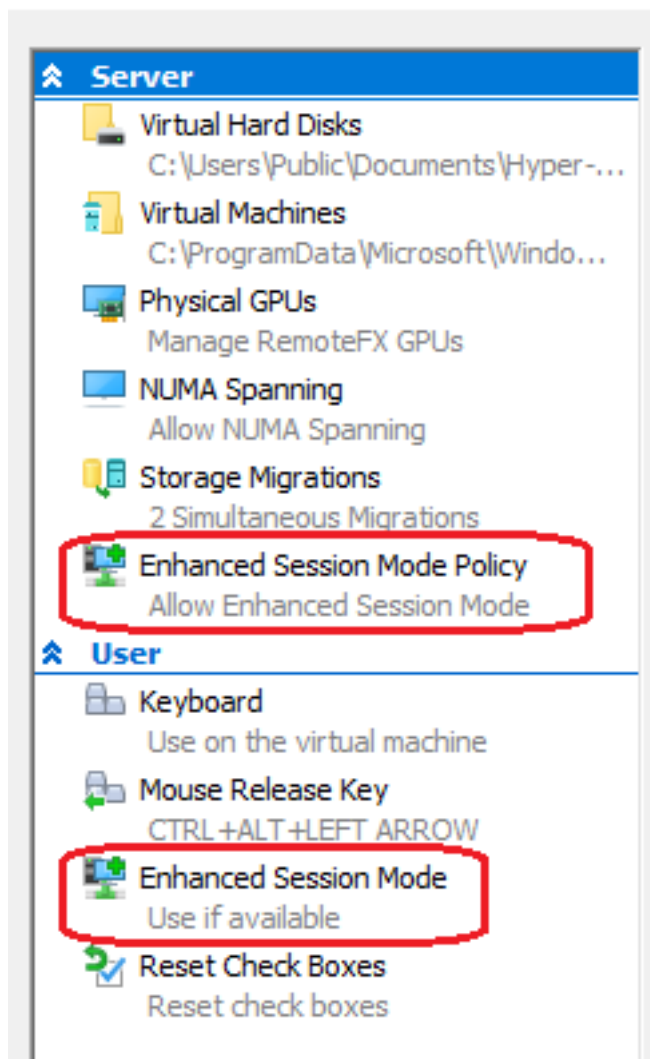 Server
Virtual Hard Disks
C:\Users\Public\Documents\Hyper-...
Virtual Machines
C:\ProgramData\Microsoft\Windo...
Physical GPUs
Manage RemoteFX GPUs
NUMA Spanning
Allow NUMA Spanning
Storage Migrations
2 Simultaneous Migrations
Enhanced Session Mode Policy
Allow Enhanced Session Mode
User
Keyboard
Use on the virtual machine
Mouse Release Key
CTRL+ALT+LEFT ARROW
Enhanced Session Mode
Use if available
Reset Check Boxes
Reset check boxes